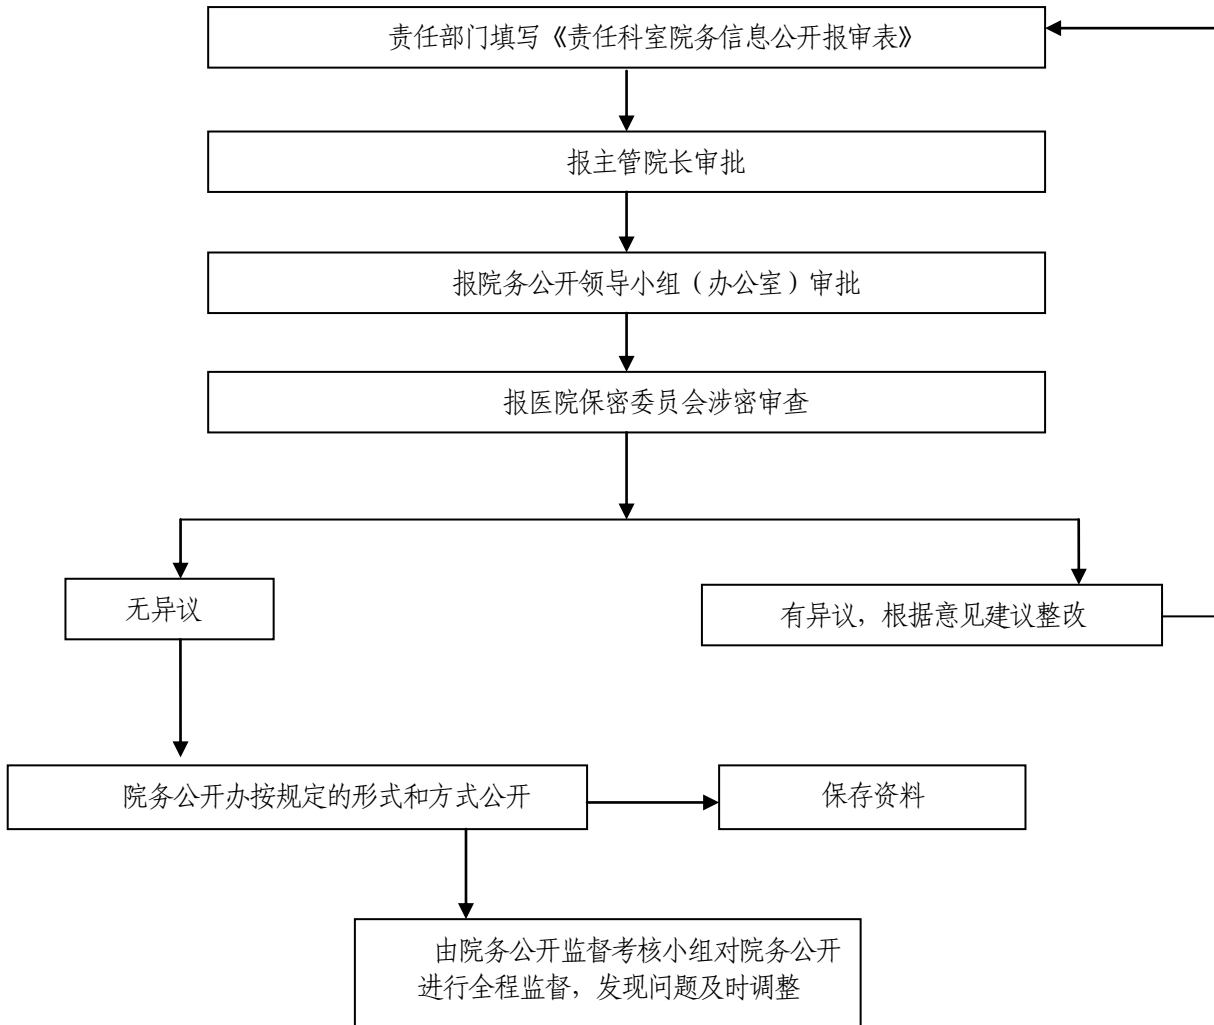 责任部门填写《责任科室院务信息公开报审表》
报主管院长审批
报院务公开领导小组（办公室）审批
报医院保密委员会涉密审查
无异议
有异议，根据意见建议整改
院务公开办按规定的形式和方式公开
保存资料
由院务公开监督考核小组对院务公开
进行全程监督，发现问题及时调整